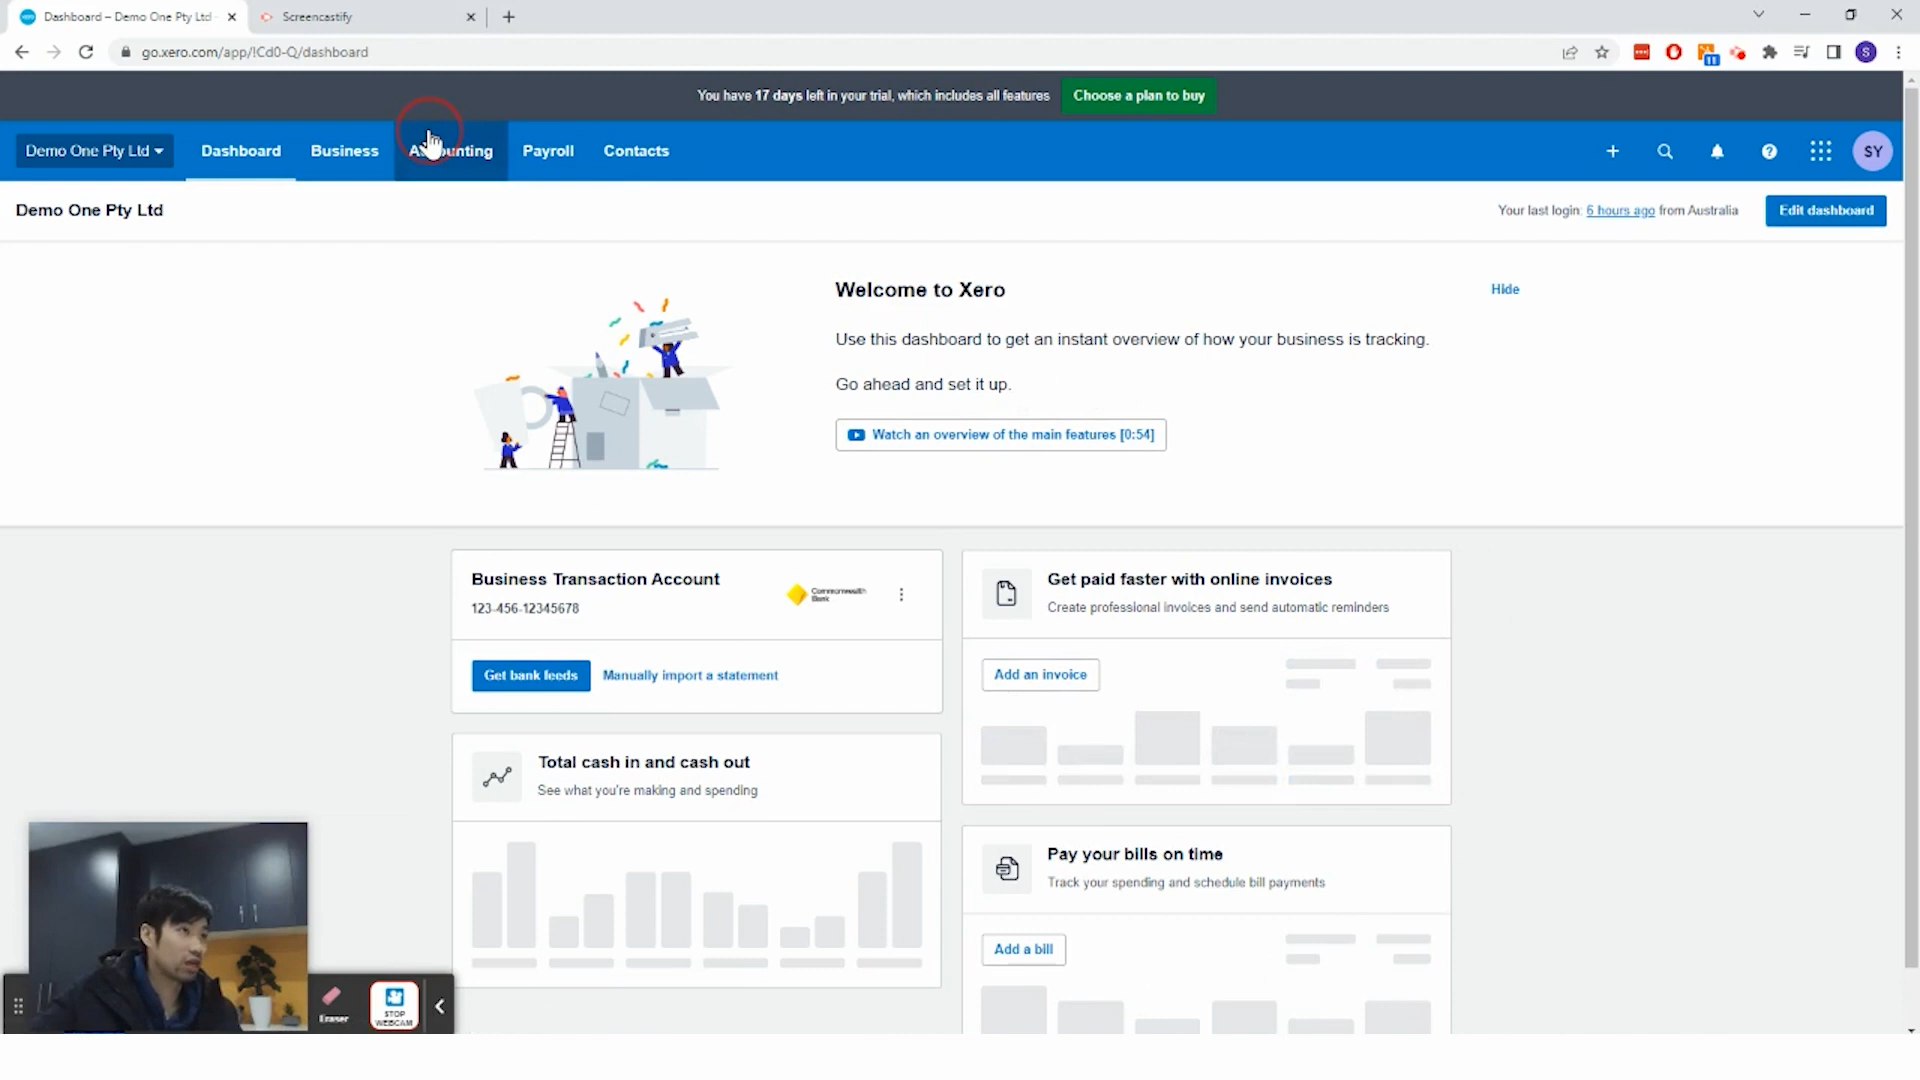 Dashboard – Demo One Pty Ltd
Screencastify
go.xero.com/app/!Cd0-Q/dashboard
11
S
You have 17 days left in your trial, which includes all features
Choose a plan to buy
Demo One Pty Ltd
Dashboard
Business
Accounting
Payroll
Contacts
SY
Demo One Pty Ltd
Your last login: 6 hours ago from Australia
Edit dashboard
Welcome to Xero
Hide
Use this dashboard to get an instant overview of how your business is tracking.
Go ahead and set it up.
Watch an overview of the main features [0:54]
Business Transaction Account
123-456-12345678
Commonwealth
Bank
Get bank feeds
Manually import a statement
Get paid faster with online invoices
Create professional invoices and send automatic reminders
Add an invoice
Total cash in and cash out
See what you're making and spending
Pay your bills on time
Track your spending and schedule bill payments
Add a bill
Eraser
STOP
WEBCAM